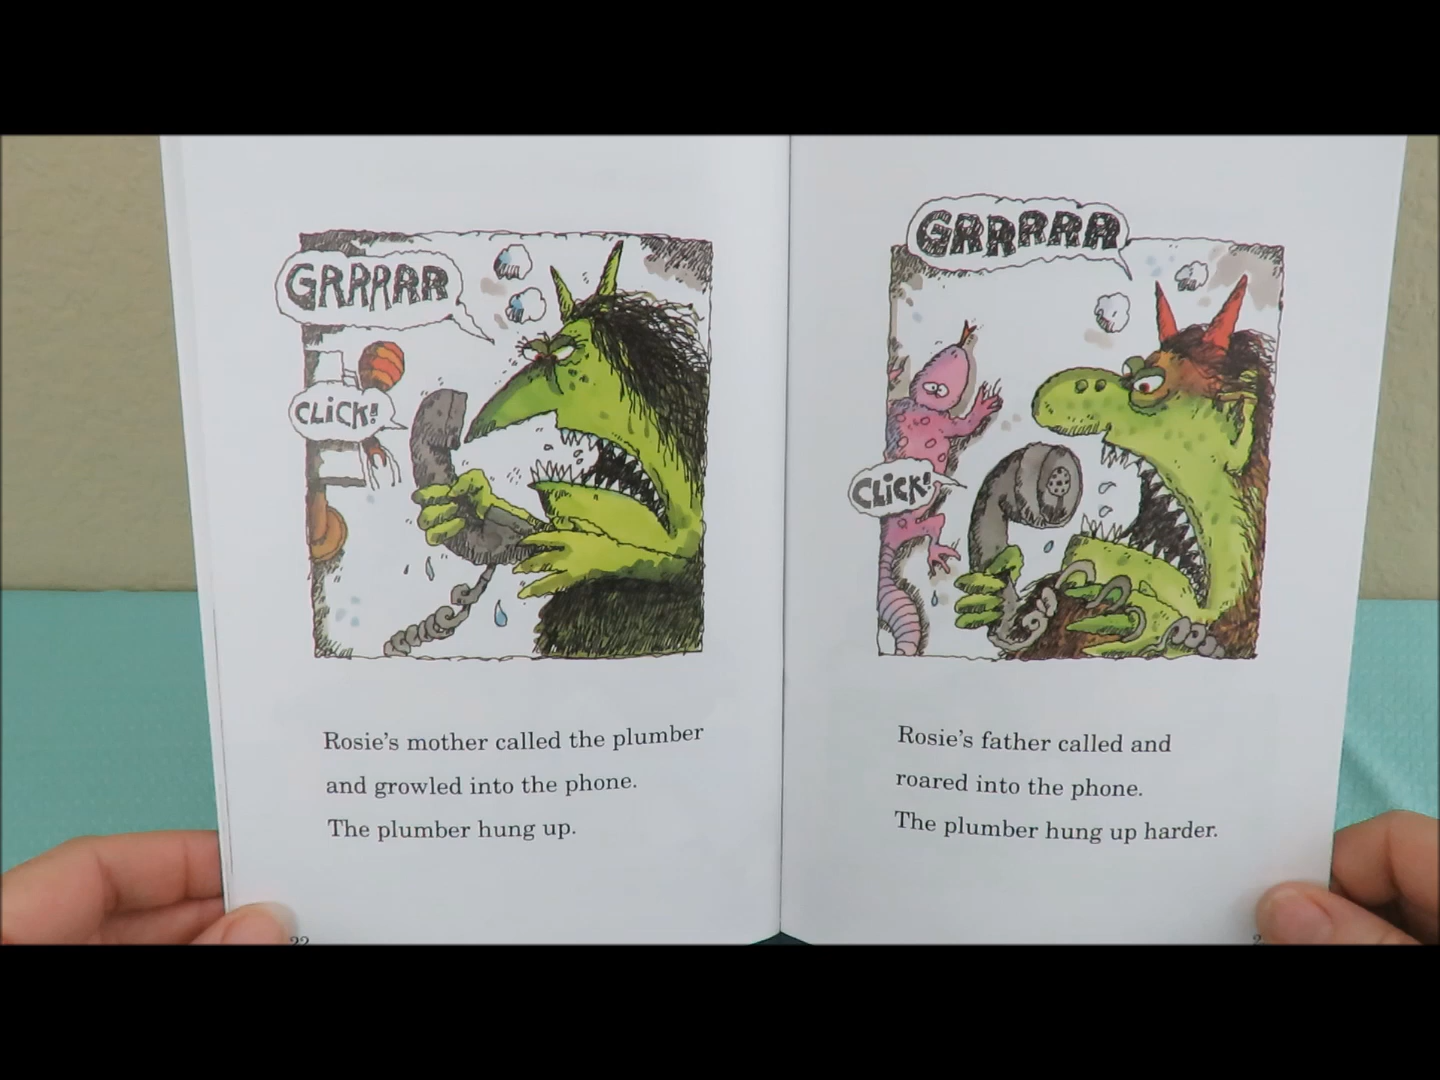 GRRRRR
CLICK!
Rosie's mother called the plumber
and growled into the phone.
The plumber hung up.
22
GRRRRR
CLICK!
Rosie's father called and
roared into the phone.
The plumber hung up harder.